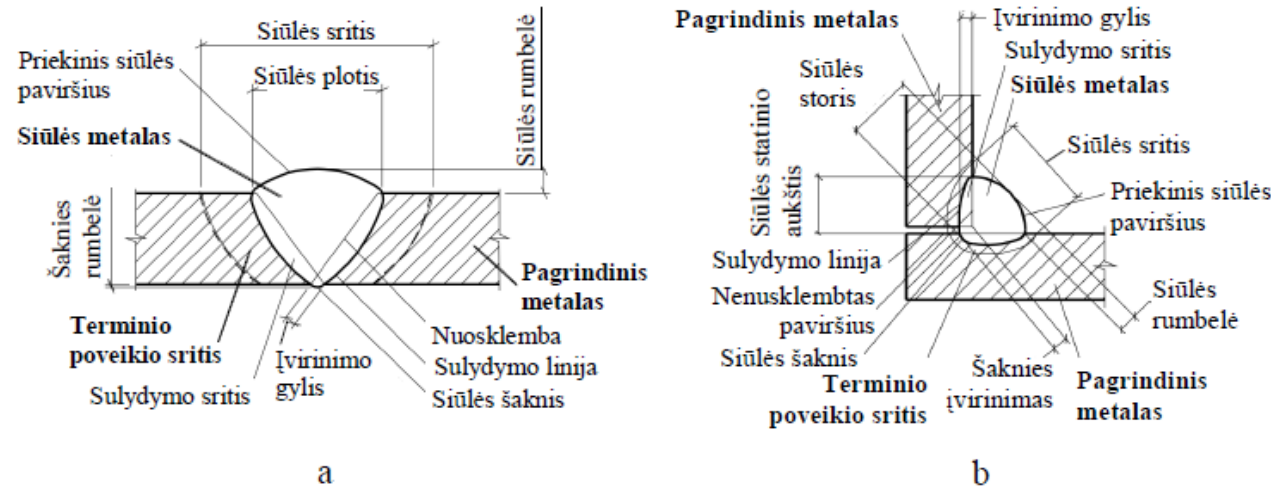 Siūlės sritis
Priekinis siūlės
paviršius
Siūlės plotis
Siūlės rumbelė
Siūlės metalas
Šaknies
rumbelė
Pagrindinis
metalas
Terminio
poveikio sritis
Nuosklemba
Įvirinimo
gylis
Sulydymo linija
Sulydymo sritis
Siūlės šaknis
a
Pagrindinis metalas
Įvirinimo gylis
Sulydymo sritis
Siūlės
storis
Siūlės metalas
Siūlės statinio
aukštis
Siūlės sritis
Priekinis siūlės
paviršius
Sulydymo linija
Nenusklembtas
paviršius
Siūlės
rumbelė
Siūlės šaknis
Terminio
poveikio sritis
Šaknies
įvirinimas
Pagrindinis
metalas
b